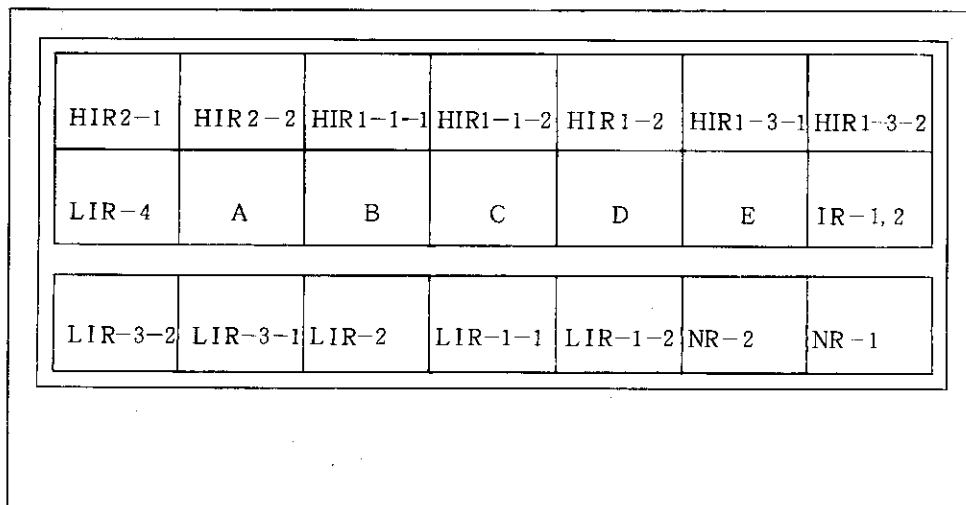 HIR2-1 HIR2-2 HIR1-1-1 HIR1-1-2 HIR1-2 HIR1-3-1 HIR1-3-2
LIR-4 A B C D E IR-1,2
LIR-3-2 LIR-3-1 LIR-2 LIR-1-1 LIR-1-2 NR-2 NR-1